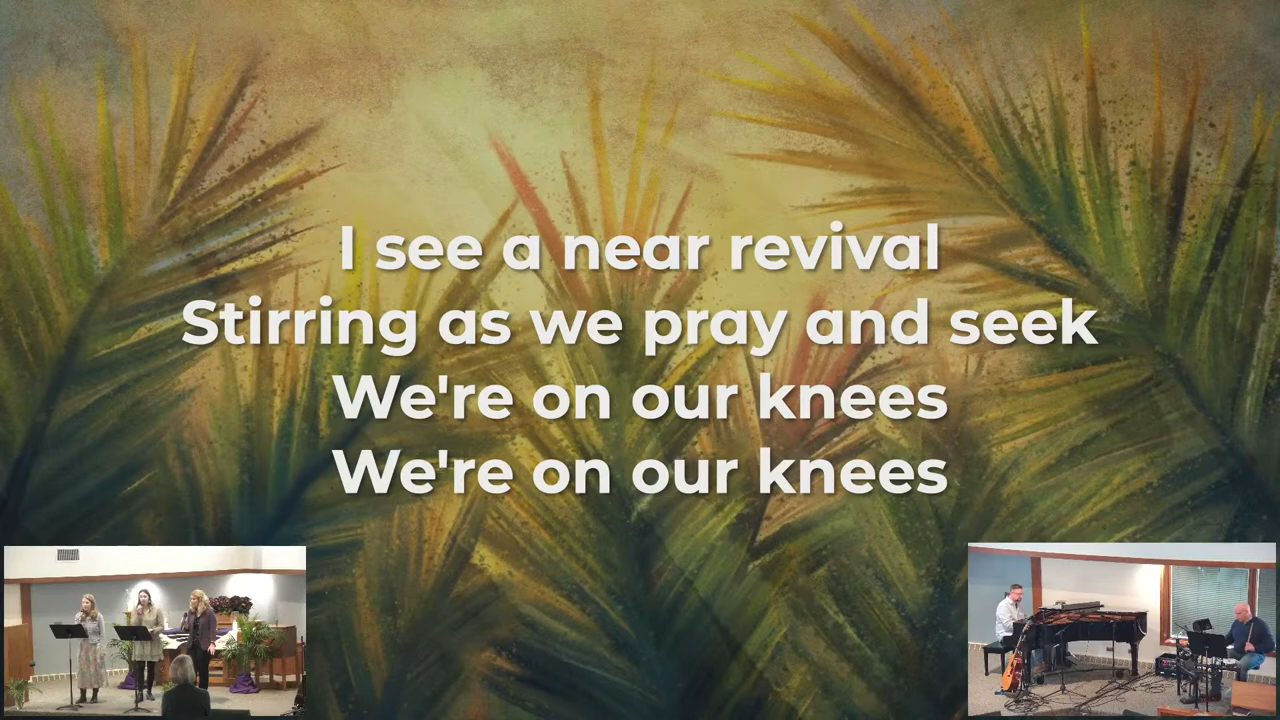 I see a near revival
Stirring as we pray and seek
We're on our knees
We're on our knees